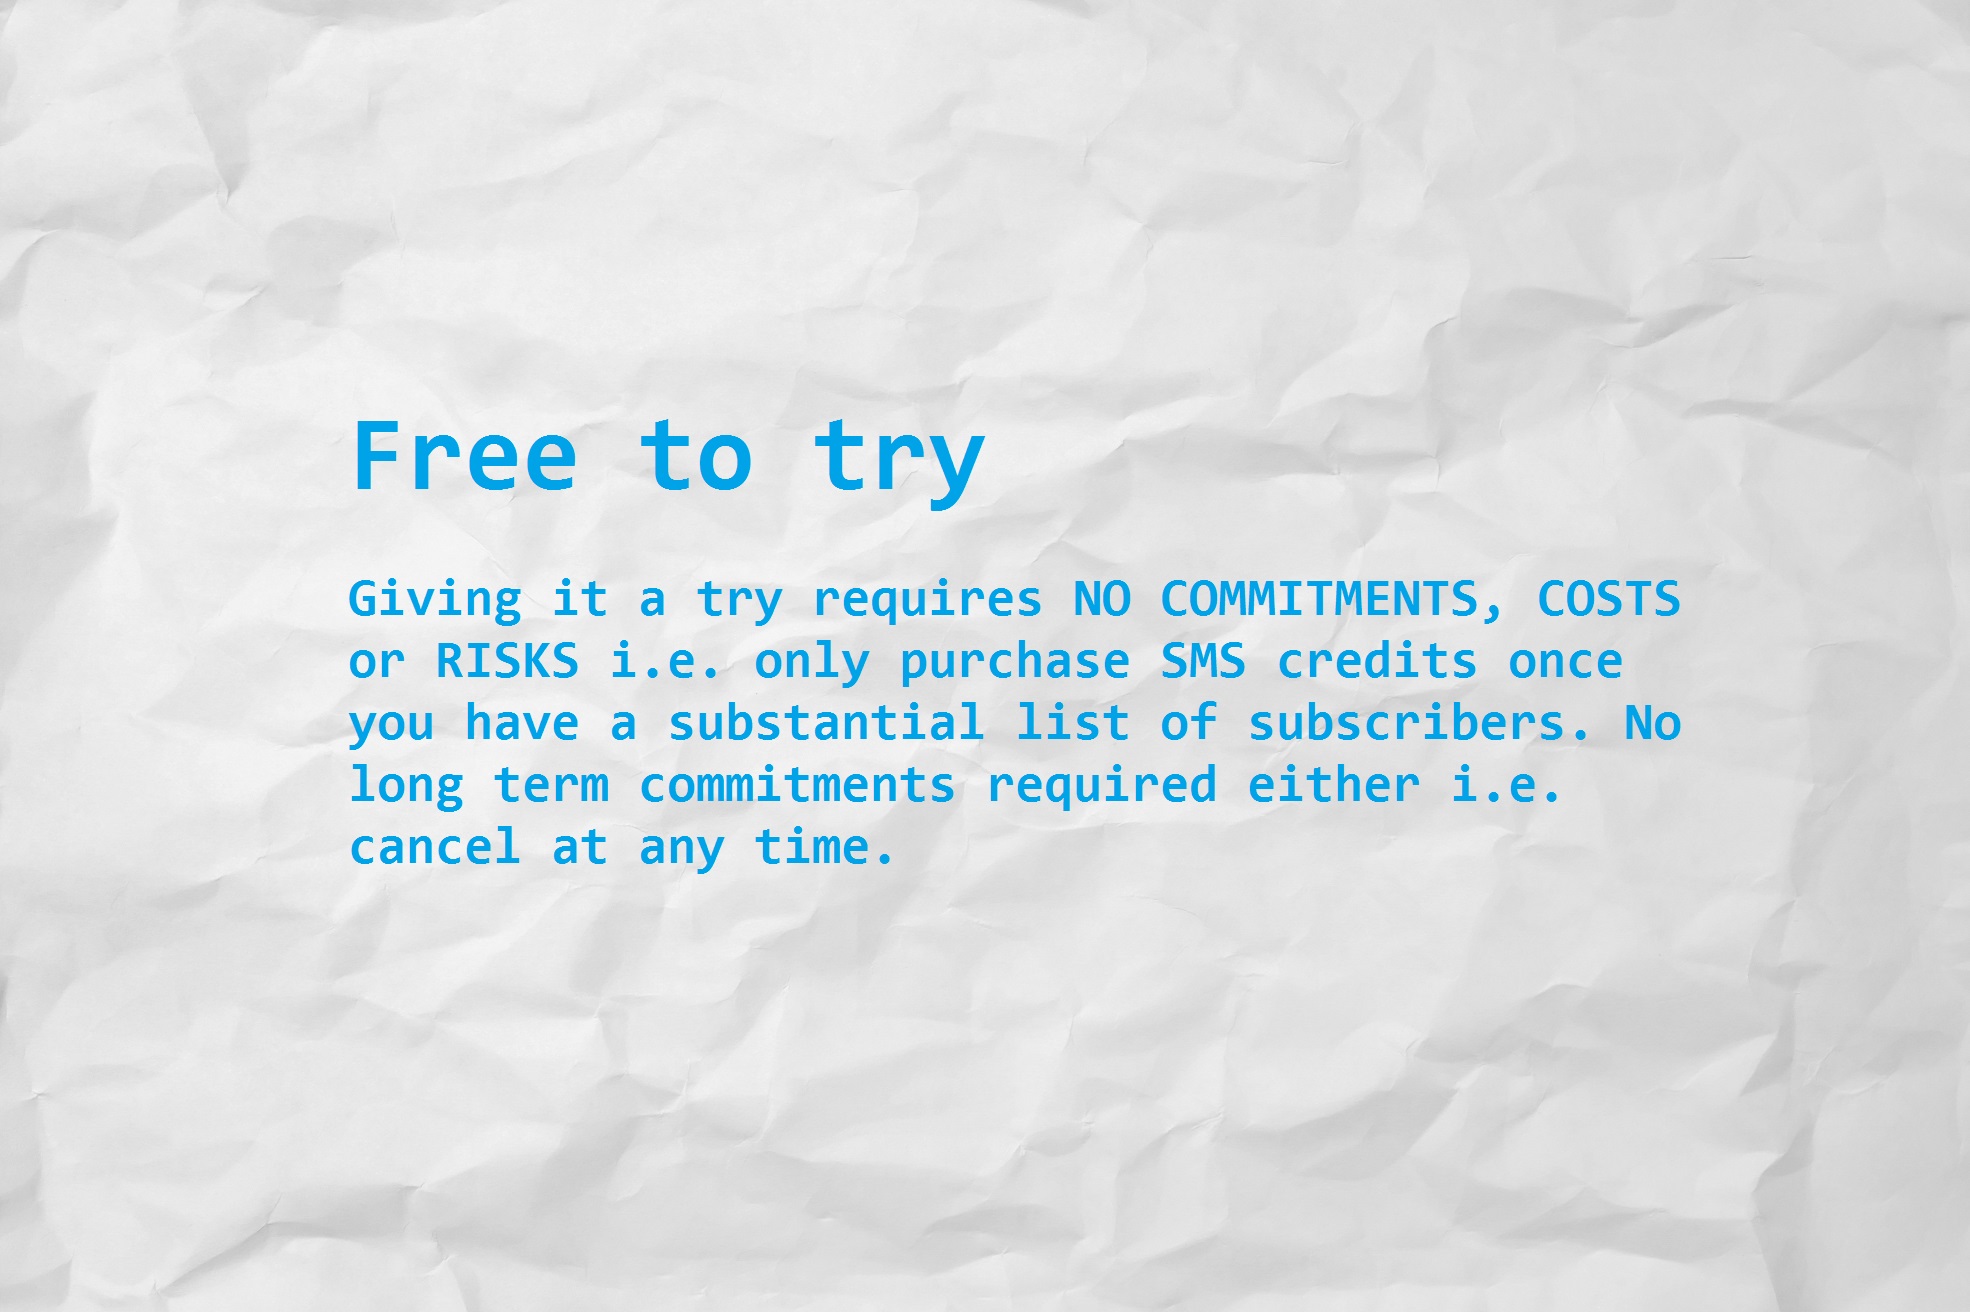 Free to try
Giving it a try requires NO COMMITMENTS, COSTS
or RISKS i.e. only purchase SMS credits once
you have a substantial list of subscribers. No
long term commitments required either i.e.
cancel at any time.